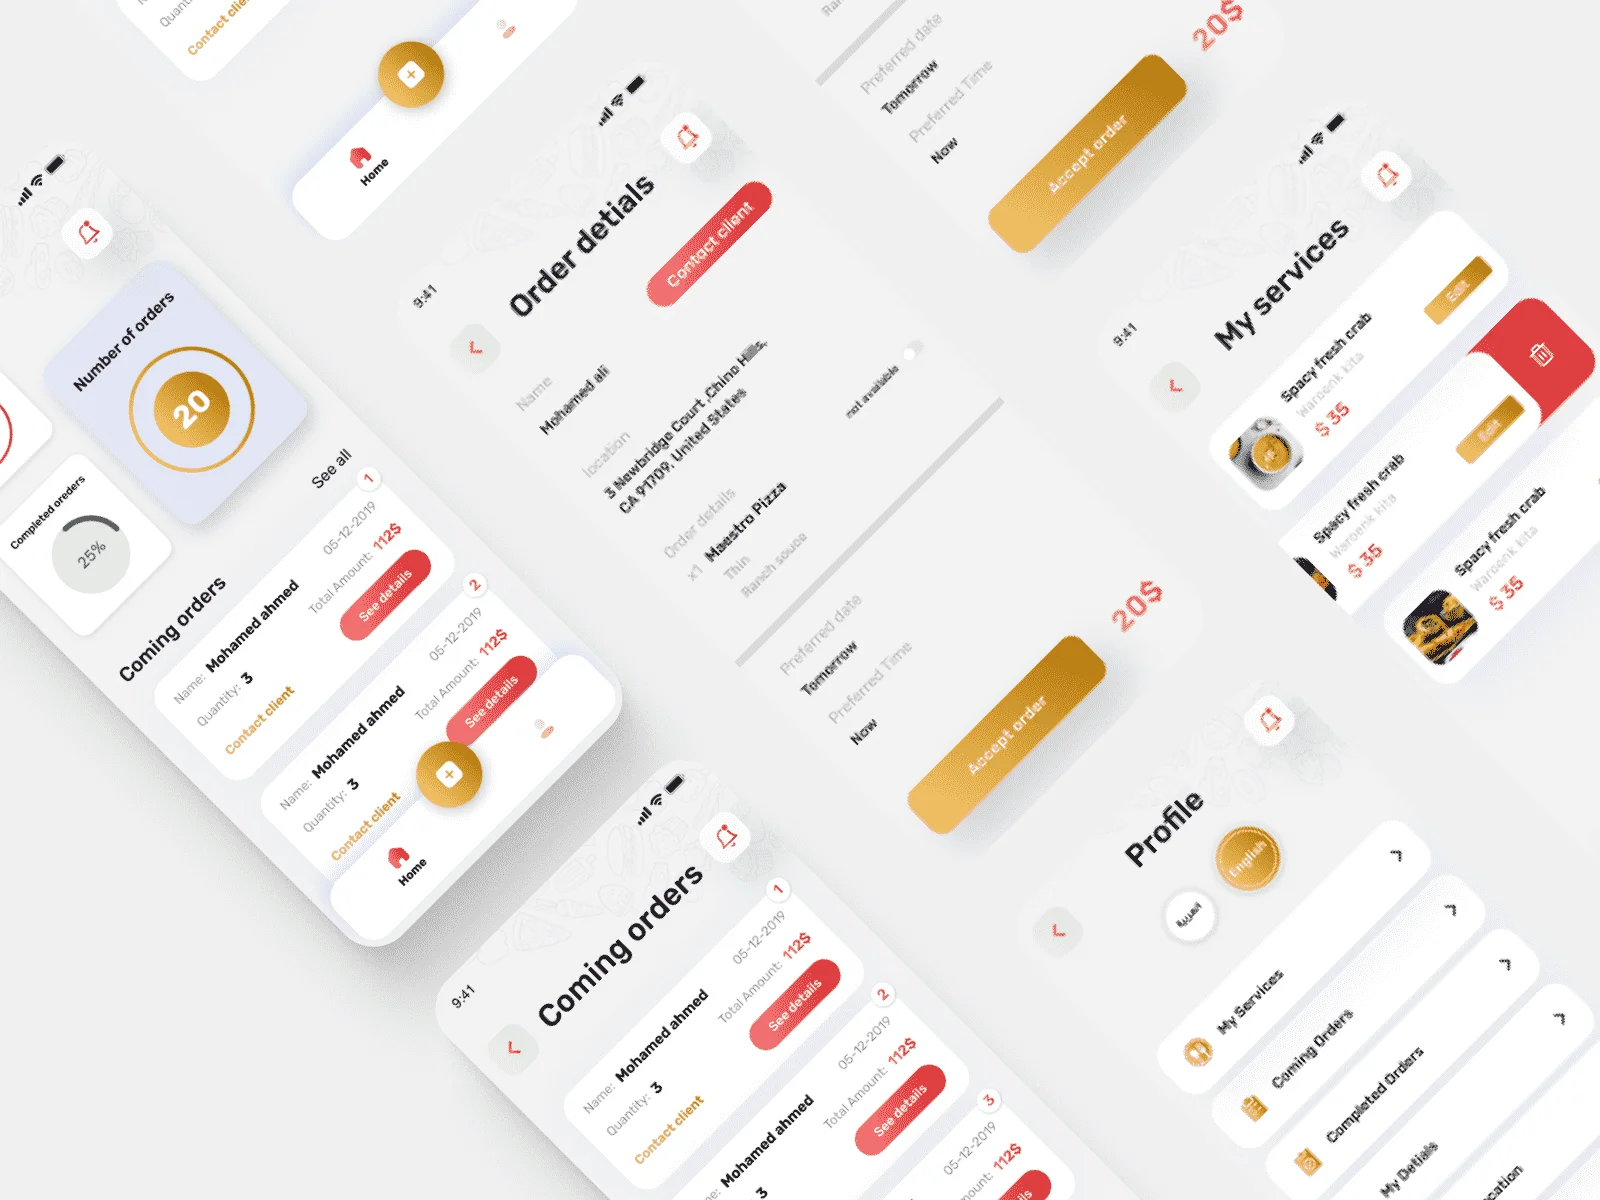 Quantity:
Contact client
Home
Number of orders
20
Completed oreders
25%
See all
Coming orders
1
05-12-2019
Name: Mohamed ahmed
Total Amount: 112$
Quantity: 3
See details
Contact client
2
05-12-2019
Name: Mohamed ahmed
Total Amount: 112$
Quantity: 3
See details
Contact client
Home
9:41
Order detials
Contact client
Name
Mohamed ali
not available
location
3 Newbridge Court ,Chino Hills,
CA 91709, United States
Order details
x1 Maestro Pizza
Thin
Ranch souce
Preferred date
Tomorrow
Preferred Time
Now
20$
Accept order
Preferred date
Tomorrow
Preferred Time
Now
20$
Accept order
9:41
My services
Spacy fresh crab
Waroenk kita
$ 35
Edit
Spacy fresh crab
Waroenk kita
$ 35
Edit
Spacy fresh crab
Waroenk kita
$ 35
9:41
Coming orders
1
05-12-2019
Name: Mohamed ahmed
Total Amount: 112$
Quantity: 3
See details
Contact client
2
05-12-2019
Name: Mohamed ahmed
Total Amount: 112$
Quantity: 3
See details
3
05-12-2019
Total Amount: 112$
Profile
English
العربية
My Services
Coming Orders
Completed Orders
My Detials